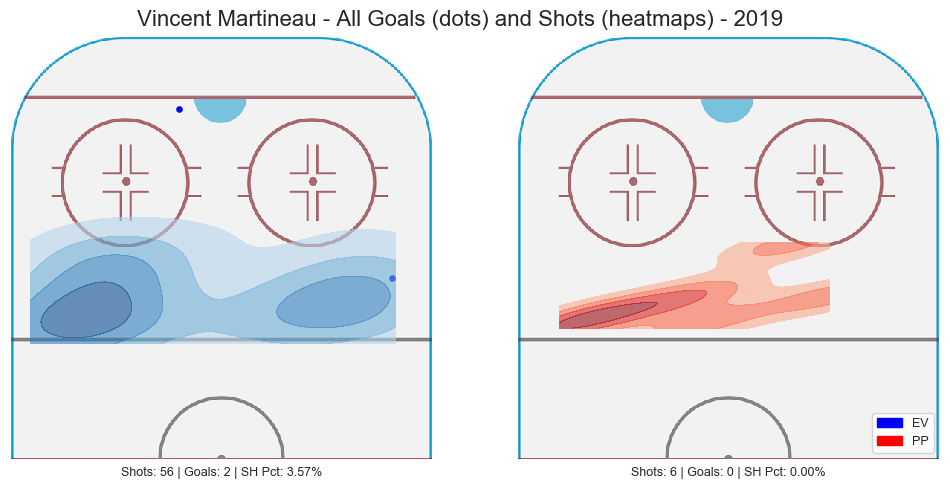 Vincent Martineau - All Goals (dots) and Shots (heatmaps) - 2019
EV
PP
Shots: 56 | Goals: 2 | SH Pct: 3.57%
Shots: 6 | Goals: 0 | SH Pct: 0.00%